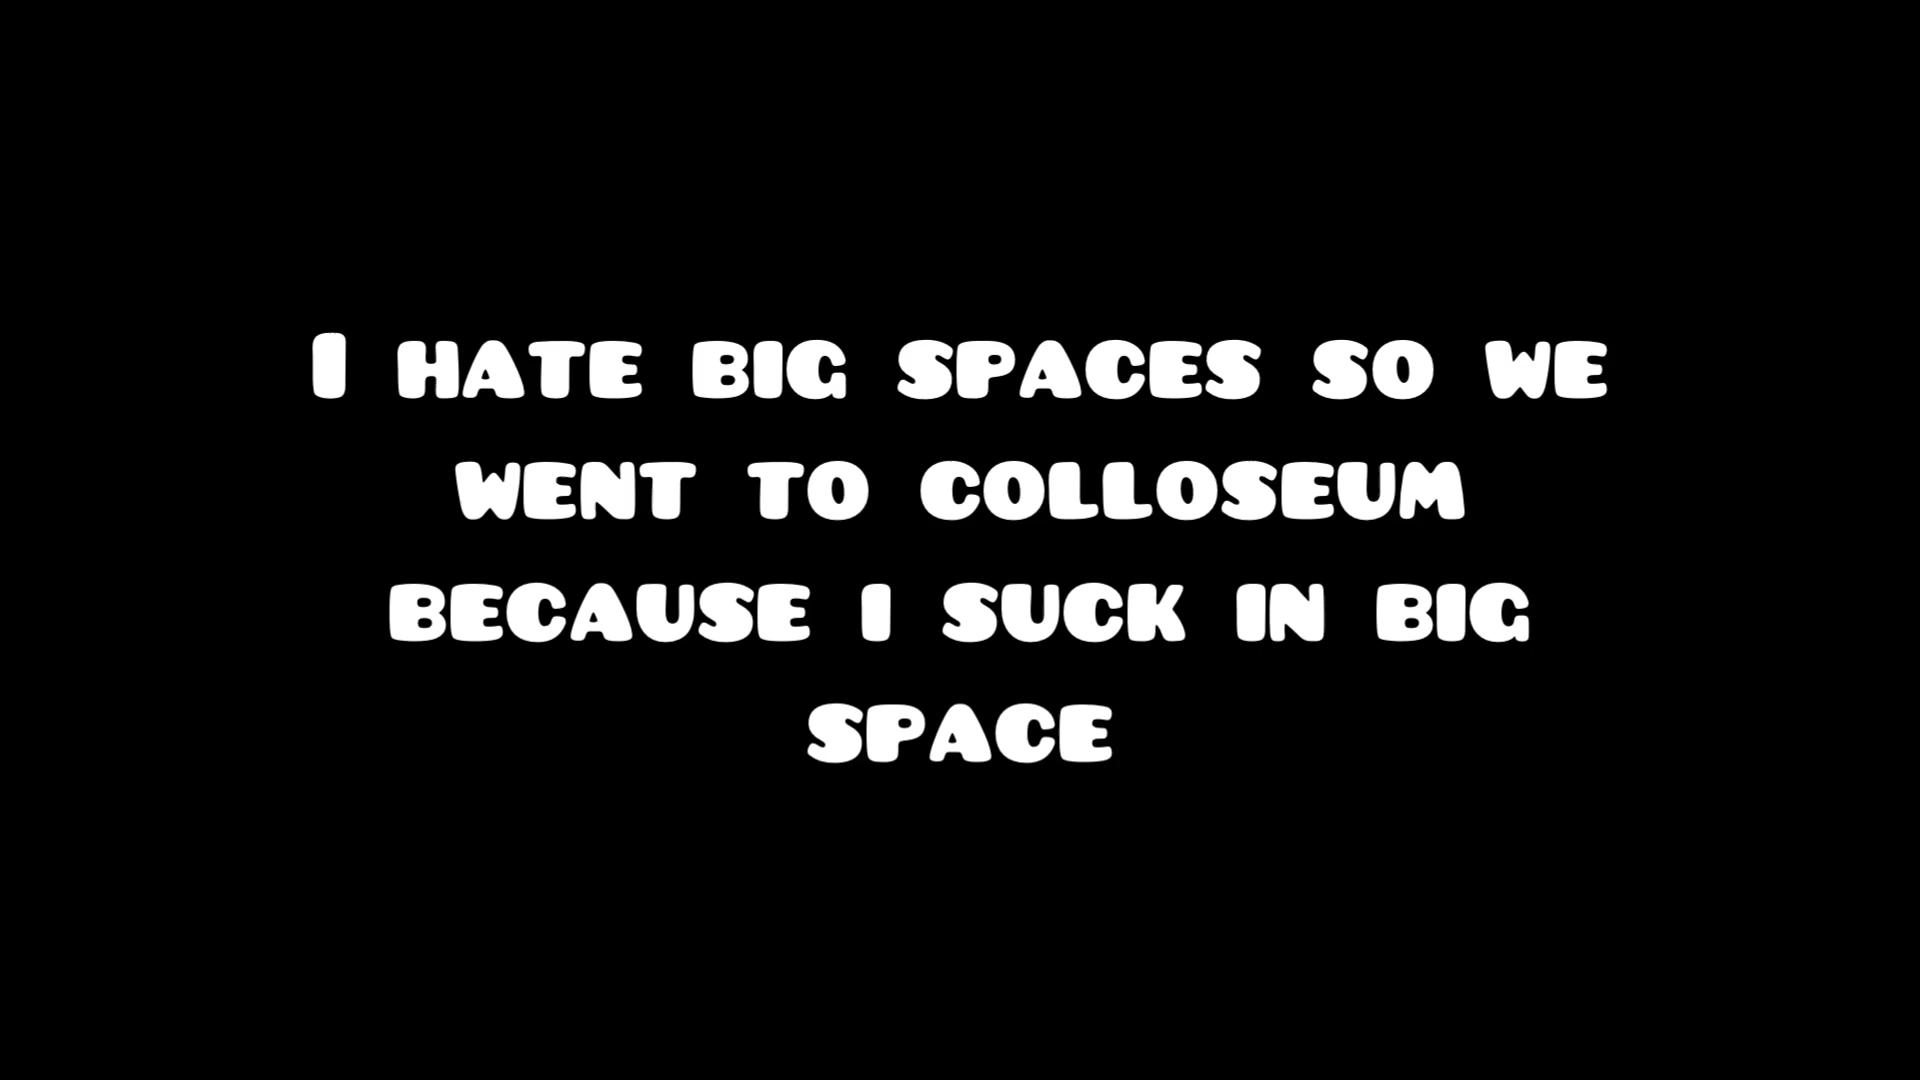 I HATE BIG SPACES SO WE
WENT TO COLLOSEUM
BECAUSE I SUCK IN BIG
SPACE